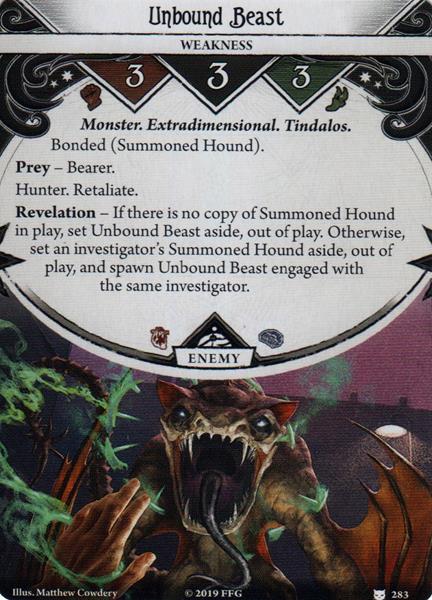 Unbound Beast
WEAKNESS
3 3 3
Monster. Extradimensional. Tindalos.
Bonded (Summoned Hound).
Prey – Bearer.
Hunter. Retaliate.
Revelation – If there is no copy of Summoned Hound
in play, set Unbound Beast aside, out of play. Otherwise,
set an investigator's Summoned Hound aside, out of
play, and spawn Unbound Beast engaged with
the same investigator.
ENEMY
Illus. Matthew Cowdery © 2019 FFG 283